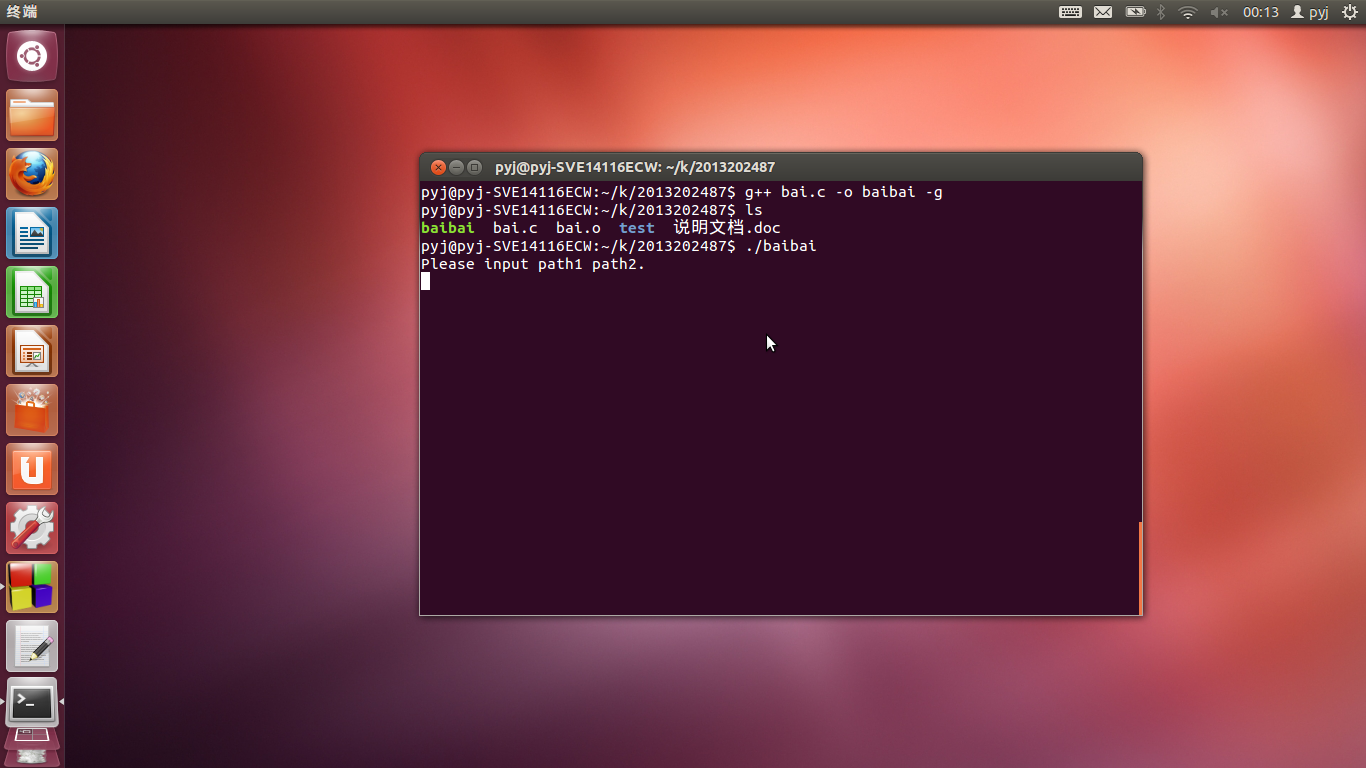 终端
00:13 pyj
pyj@pyj-SVE14116ECW: ~/k/2013202487
pyj@pyj-SVE14116ECW:~/k/2013202487$ g++ bai.c -o baibai -g
pyj@pyj-SVE14116ECW:~/k/2013202487$ ls
baibai bai.c bai.o test 说明文档.doc
pyj@pyj-SVE14116ECW:~/k/2013202487$ ./baibai
Please input path1 path2.